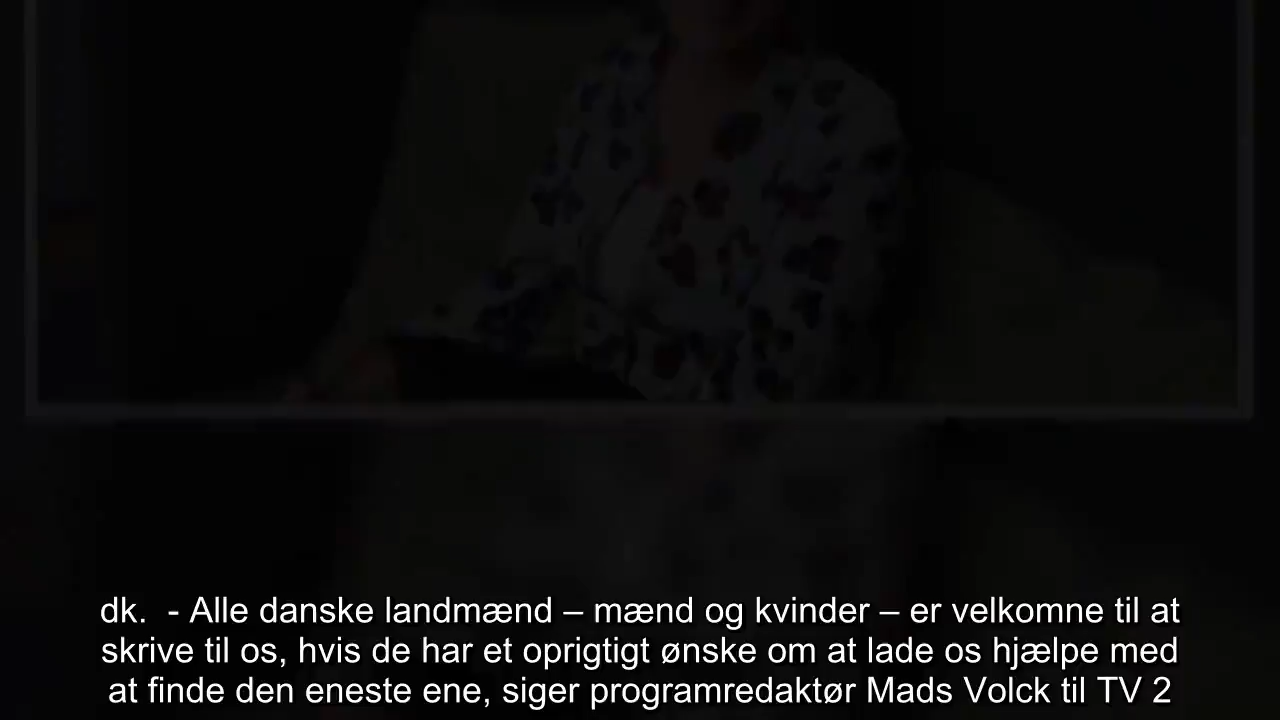 dk.  - Alle danske landmænd – mænd og kvinder – er velkomne til at
skrive til os, hvis de har et oprigtigt ønske om at lade os hjælpe med
at finde den eneste ene, siger programredaktør Mads Volck til TV 2